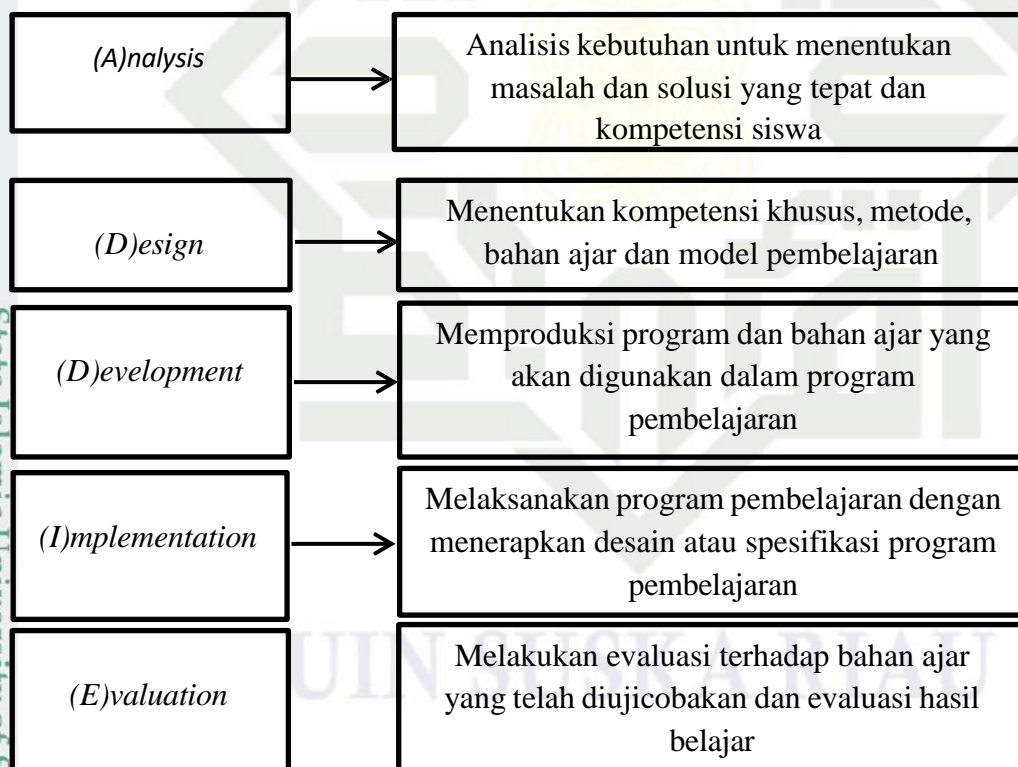 (A)nalysis
Analisis kebutuhan untuk menentukan
masalah dan solusi yang tepat dan
kompetensi siswa
(D)esign
Menentukan kompetensi khusus, metode,
bahan ajar dan model pembelajaran
(D)evelopment
Memproduksi program dan bahan ajar yang
akan digunakan dalam program
pembelajaran
(I)mplementation
Melaksanakan program pembelajaran dengan
menerapkan desain atau spesifikasi program
pembelajaran
(E)valuation
Melakukan evaluasi terhadap bahan ajar
yang telah diujicobakan dan evaluasi hasil
belajar
UIN SUSKA RIAU